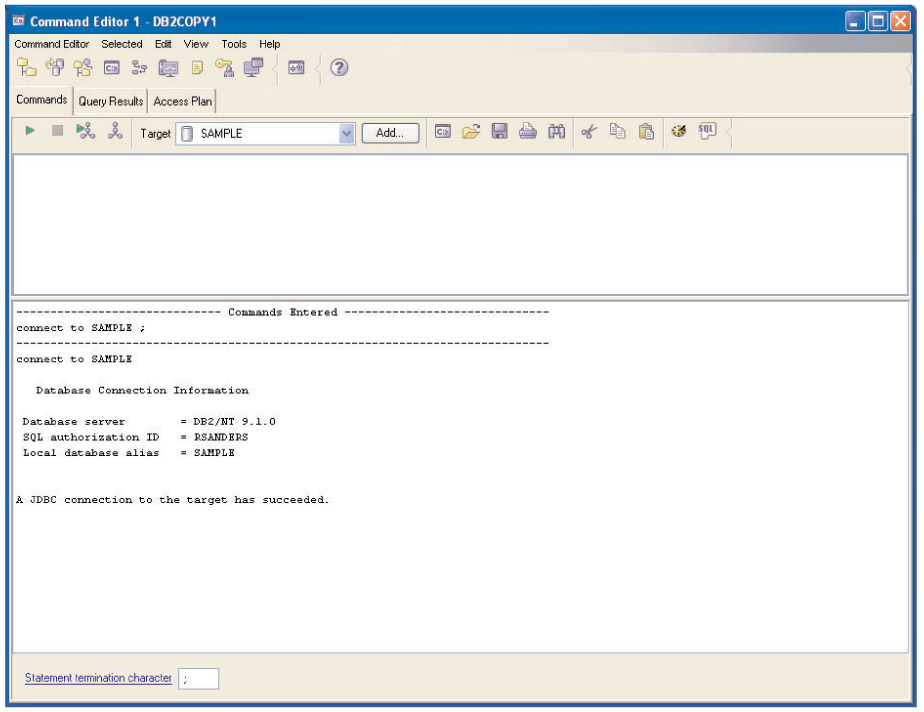 Command Editor 1 - DB2COPY1
Command Editor Selected Edit View Tools Help
Commands Query Results Access Plan
Target SAMPLE Add... SQL
------------------------------ Commands Entered ------------------------------
connect to SAMPLE ;
------------------------------------------------------------------------------
connect to SAMPLE
Database Connection Information
Database server = DB2/NT 9.1.0
SQL authorization ID = RSANDERS
Local database alias = SAMPLE
A JDBC connection to the target has succeeded.
Statement termination character ;